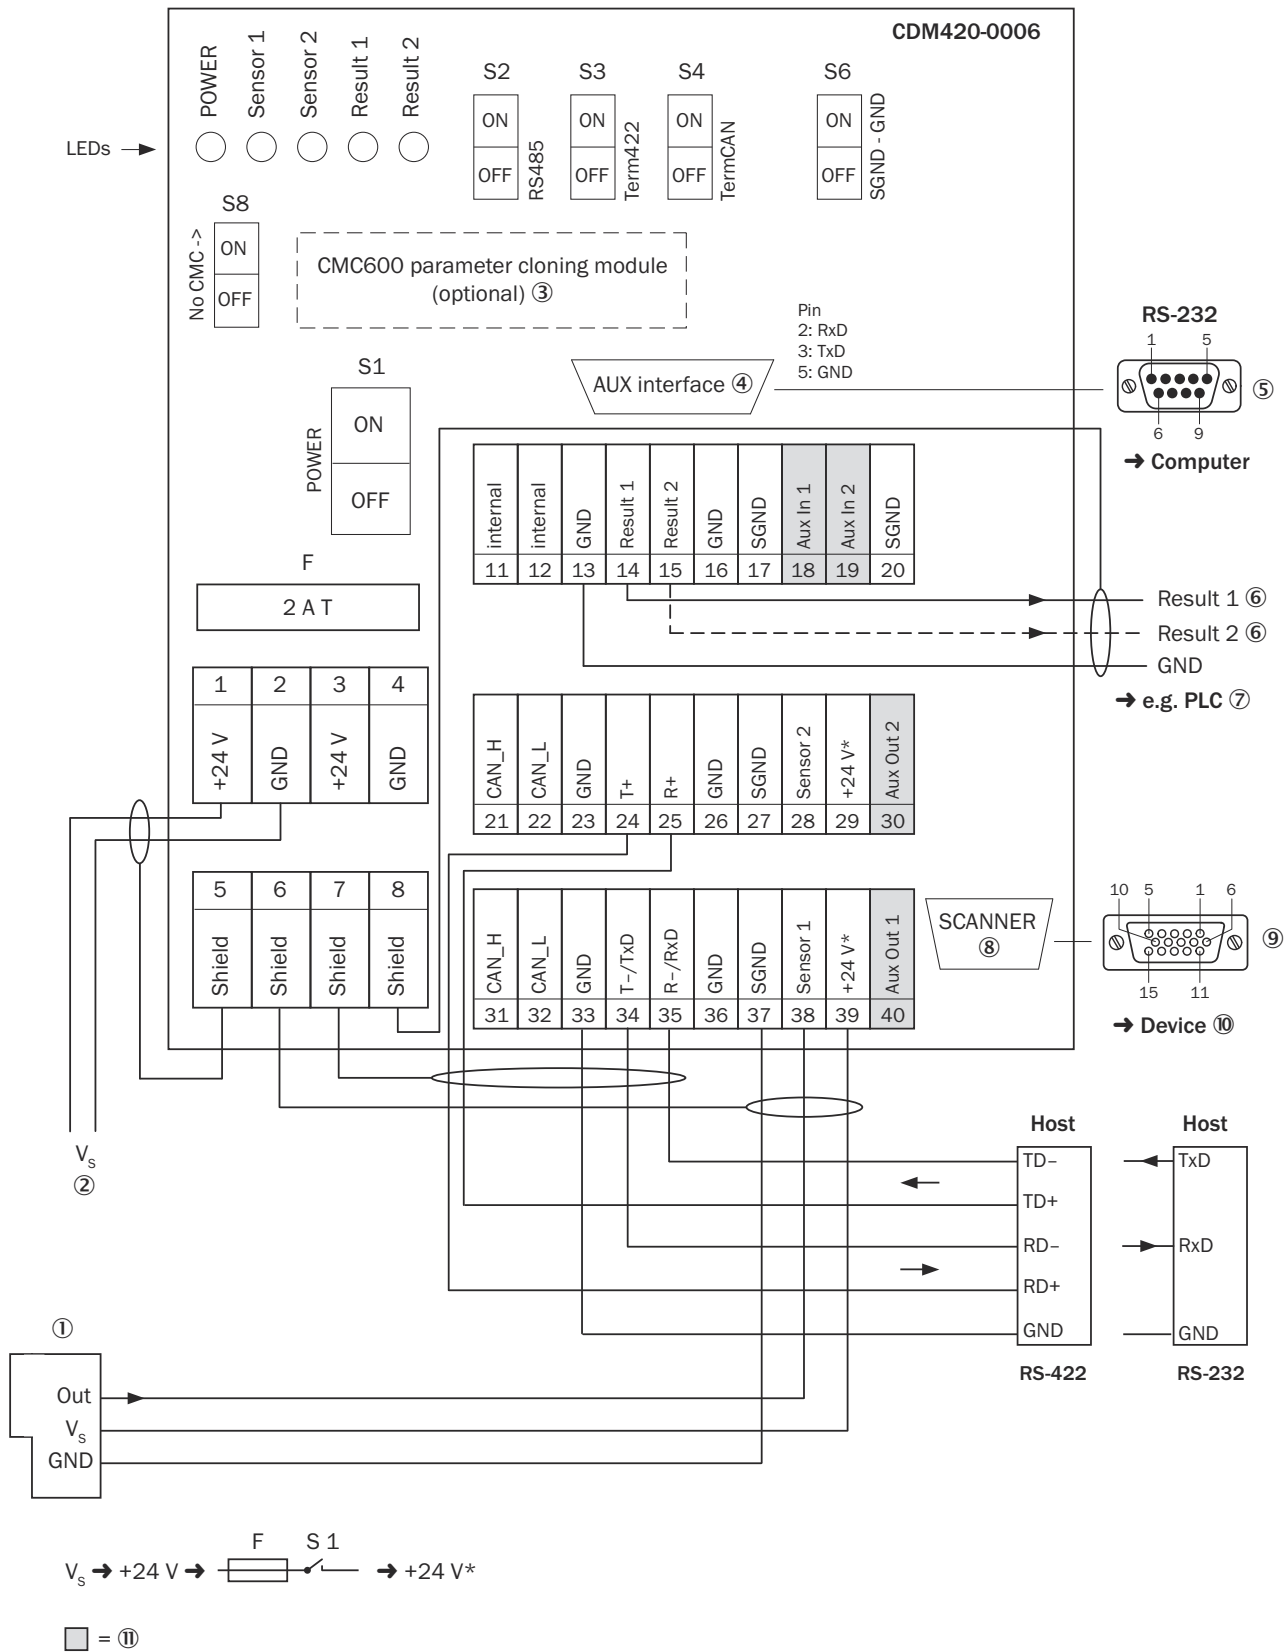 CDM420-0006
POWER
Sensor 1
Sensor 2
Result 1
Result 2
LEDs
S2
ON
OFF
RS485
S3
ON
OFF
Term422
S4
ON
OFF
TermCAN
S6
ON
OFF
SGND - GND
S8
No CMC ->
ON
OFF
CMC600 parameter cloning module
(optional) ③
S1
POWER
ON
OFF
AUX interface ④
Pin
2: RxD
3: TxD
5: GND
RS-232
1 5
⑤
6 9
➔ Computer
F
2 A T
internal internal GND Result 1 Result 2 GND SGND Aux In 1 Aux In 2 SGND
11 12 13 14 15 16 17 18 19 20
Result 1 ⑥
Result 2 ⑥
GND
➔ e.g. PLC ⑦
1 2 3 4
+24 V GND +24 V GND
CAN_H CAN_L GND T+ R+ GND SGND Sensor 2 +24 V* Aux Out 2
21 22 23 24 25 26 27 28 29 30
5 6 7 8
Shield Shield Shield Shield
CAN_H CAN_L GND T–/TxD R–/RxD GND SGND Sensor 1 +24 V* Aux Out 1
31 32 33 34 35 36 37 38 39 40
SCANNER
⑧
10 5 1 6
⑨
15 11
➔ Device ⑩
VS
②
Host
TD–
TD+
RD–
RD+
GND
RS-422
Host
TxD
RxD
GND
RS-232
①
Out
VS
GND
F S 1
VS ➔ +24 V ➔ ➔ +24 V*
= ⑪